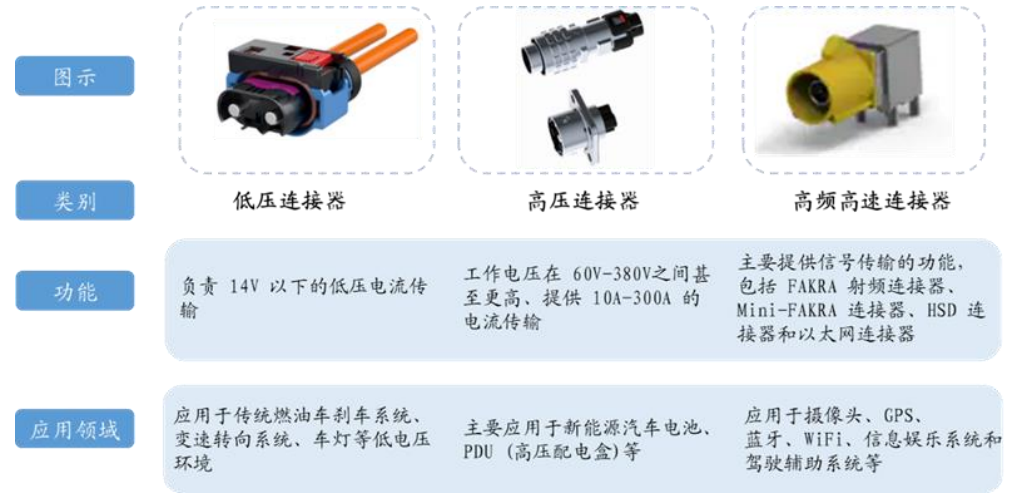 图示
类别
低压连接器
高压连接器
高频高速连接器
功能
负责 14V 以下的低压电流传
输
工作电压在 60V-380V之间甚
至更高、提供 10A-300A 的
电流传输
主要提供信号传输的功能，
包括 FAKRA 射频连接器、
Mini-FAKRA 连接器、HSD 连
接器和以太网连接器
应用领域
应用于传统燃油车刹车系统、
变速转向系统、车灯等低电压
环境
主要应用于新能源汽车电池、
PDU (高压配电盒)等
应用于摄像头、GPS、
蓝牙、WiFi、信息娱乐系统和
驾驶辅助系统等